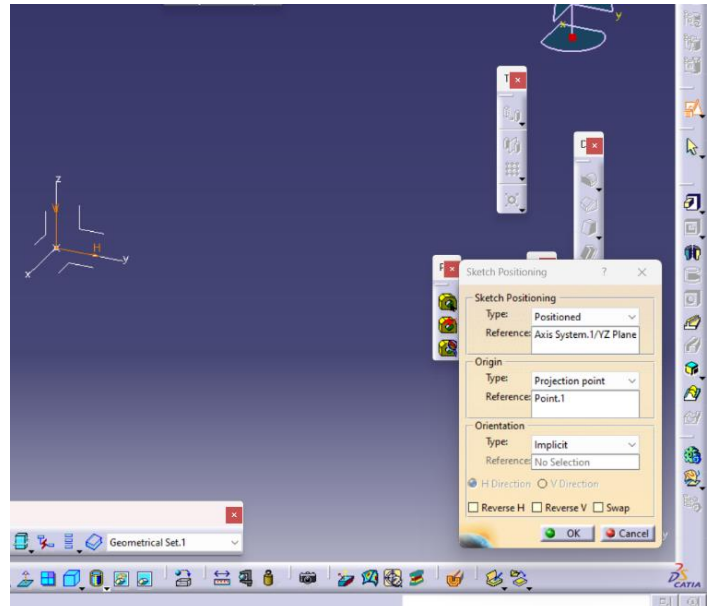 x
y
T
D
z
V
H
y
x
P
Sketch Positioning ?
Sketch Positioning
Type: Positioned
Reference: Axis System.1/YZ Plane
Origin
Type: Projection point
Reference: Point.1
Orientation
Type: Implicit
Reference: No Selection
H Direction V Direction
Reverse H Reverse V Swap
OK Cancel
y
Geometrical Set.1
CATIA